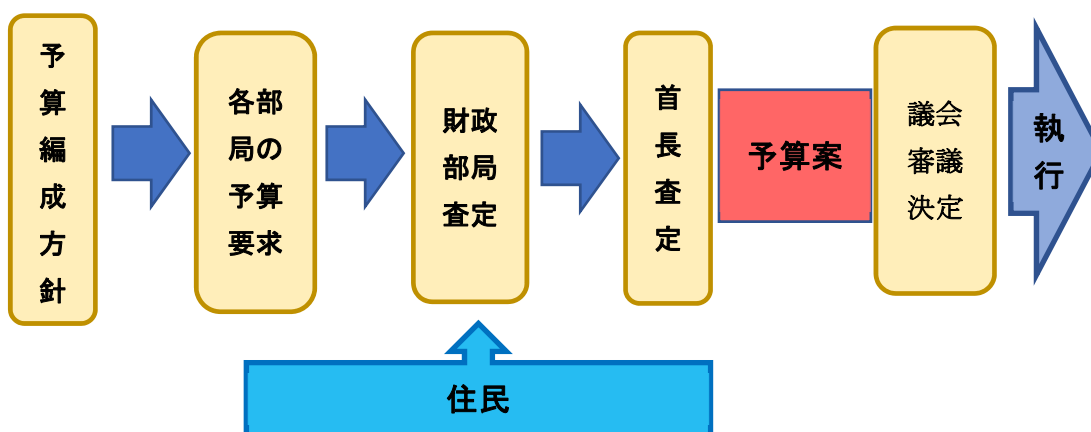 予算編成方針
各部
局の
予算
要求
財政
部局
査定
首長査定
予算案
議会
審議
決定
執行
住民